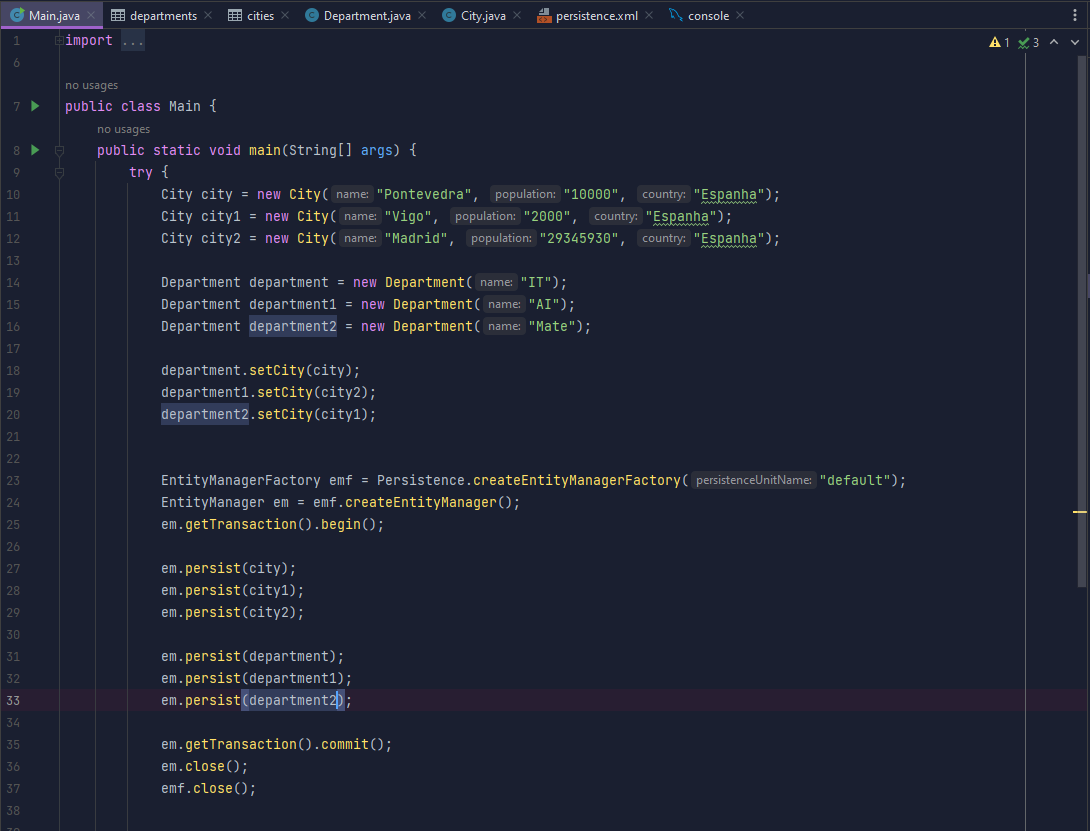 Main.java departments cities Department.java City.java persistence.xml console
1 import ... 1 3
6
no usages
7 public class Main {
no usages
8 public static void main(String[] args) {
9 try {
10 City city = new City( name: "Pontevedra", population: "10000", country: "Espanha");
11 City city1 = new City( name: "Vigo", population: "2000", country: "Espanha");
12 City city2 = new City( name: "Madrid", population: "29345930", country: "Espanha");
13
14 Department department = new Department( name: "IT");
15 Department department1 = new Department( name: "AI");
16 Department department2 = new Department( name: "Mate");
17
18 department.setCity(city);
19 department1.setCity(city2);
20 department2.setCity(city1);
21
22
23 EntityManagerFactory emf = Persistence.createEntityManagerFactory( persistenceUnitName: "default");
24 EntityManager em = emf.createEntityManager();
25 em.getTransaction().begin();
26
27 em.persist(city);
28 em.persist(city1);
29 em.persist(city2);
30
31 em.persist(department);
32 em.persist(department1);
33 em.persist(department2);
34
35 em.getTransaction().commit();
36 em.close();
37 emf.close();
38